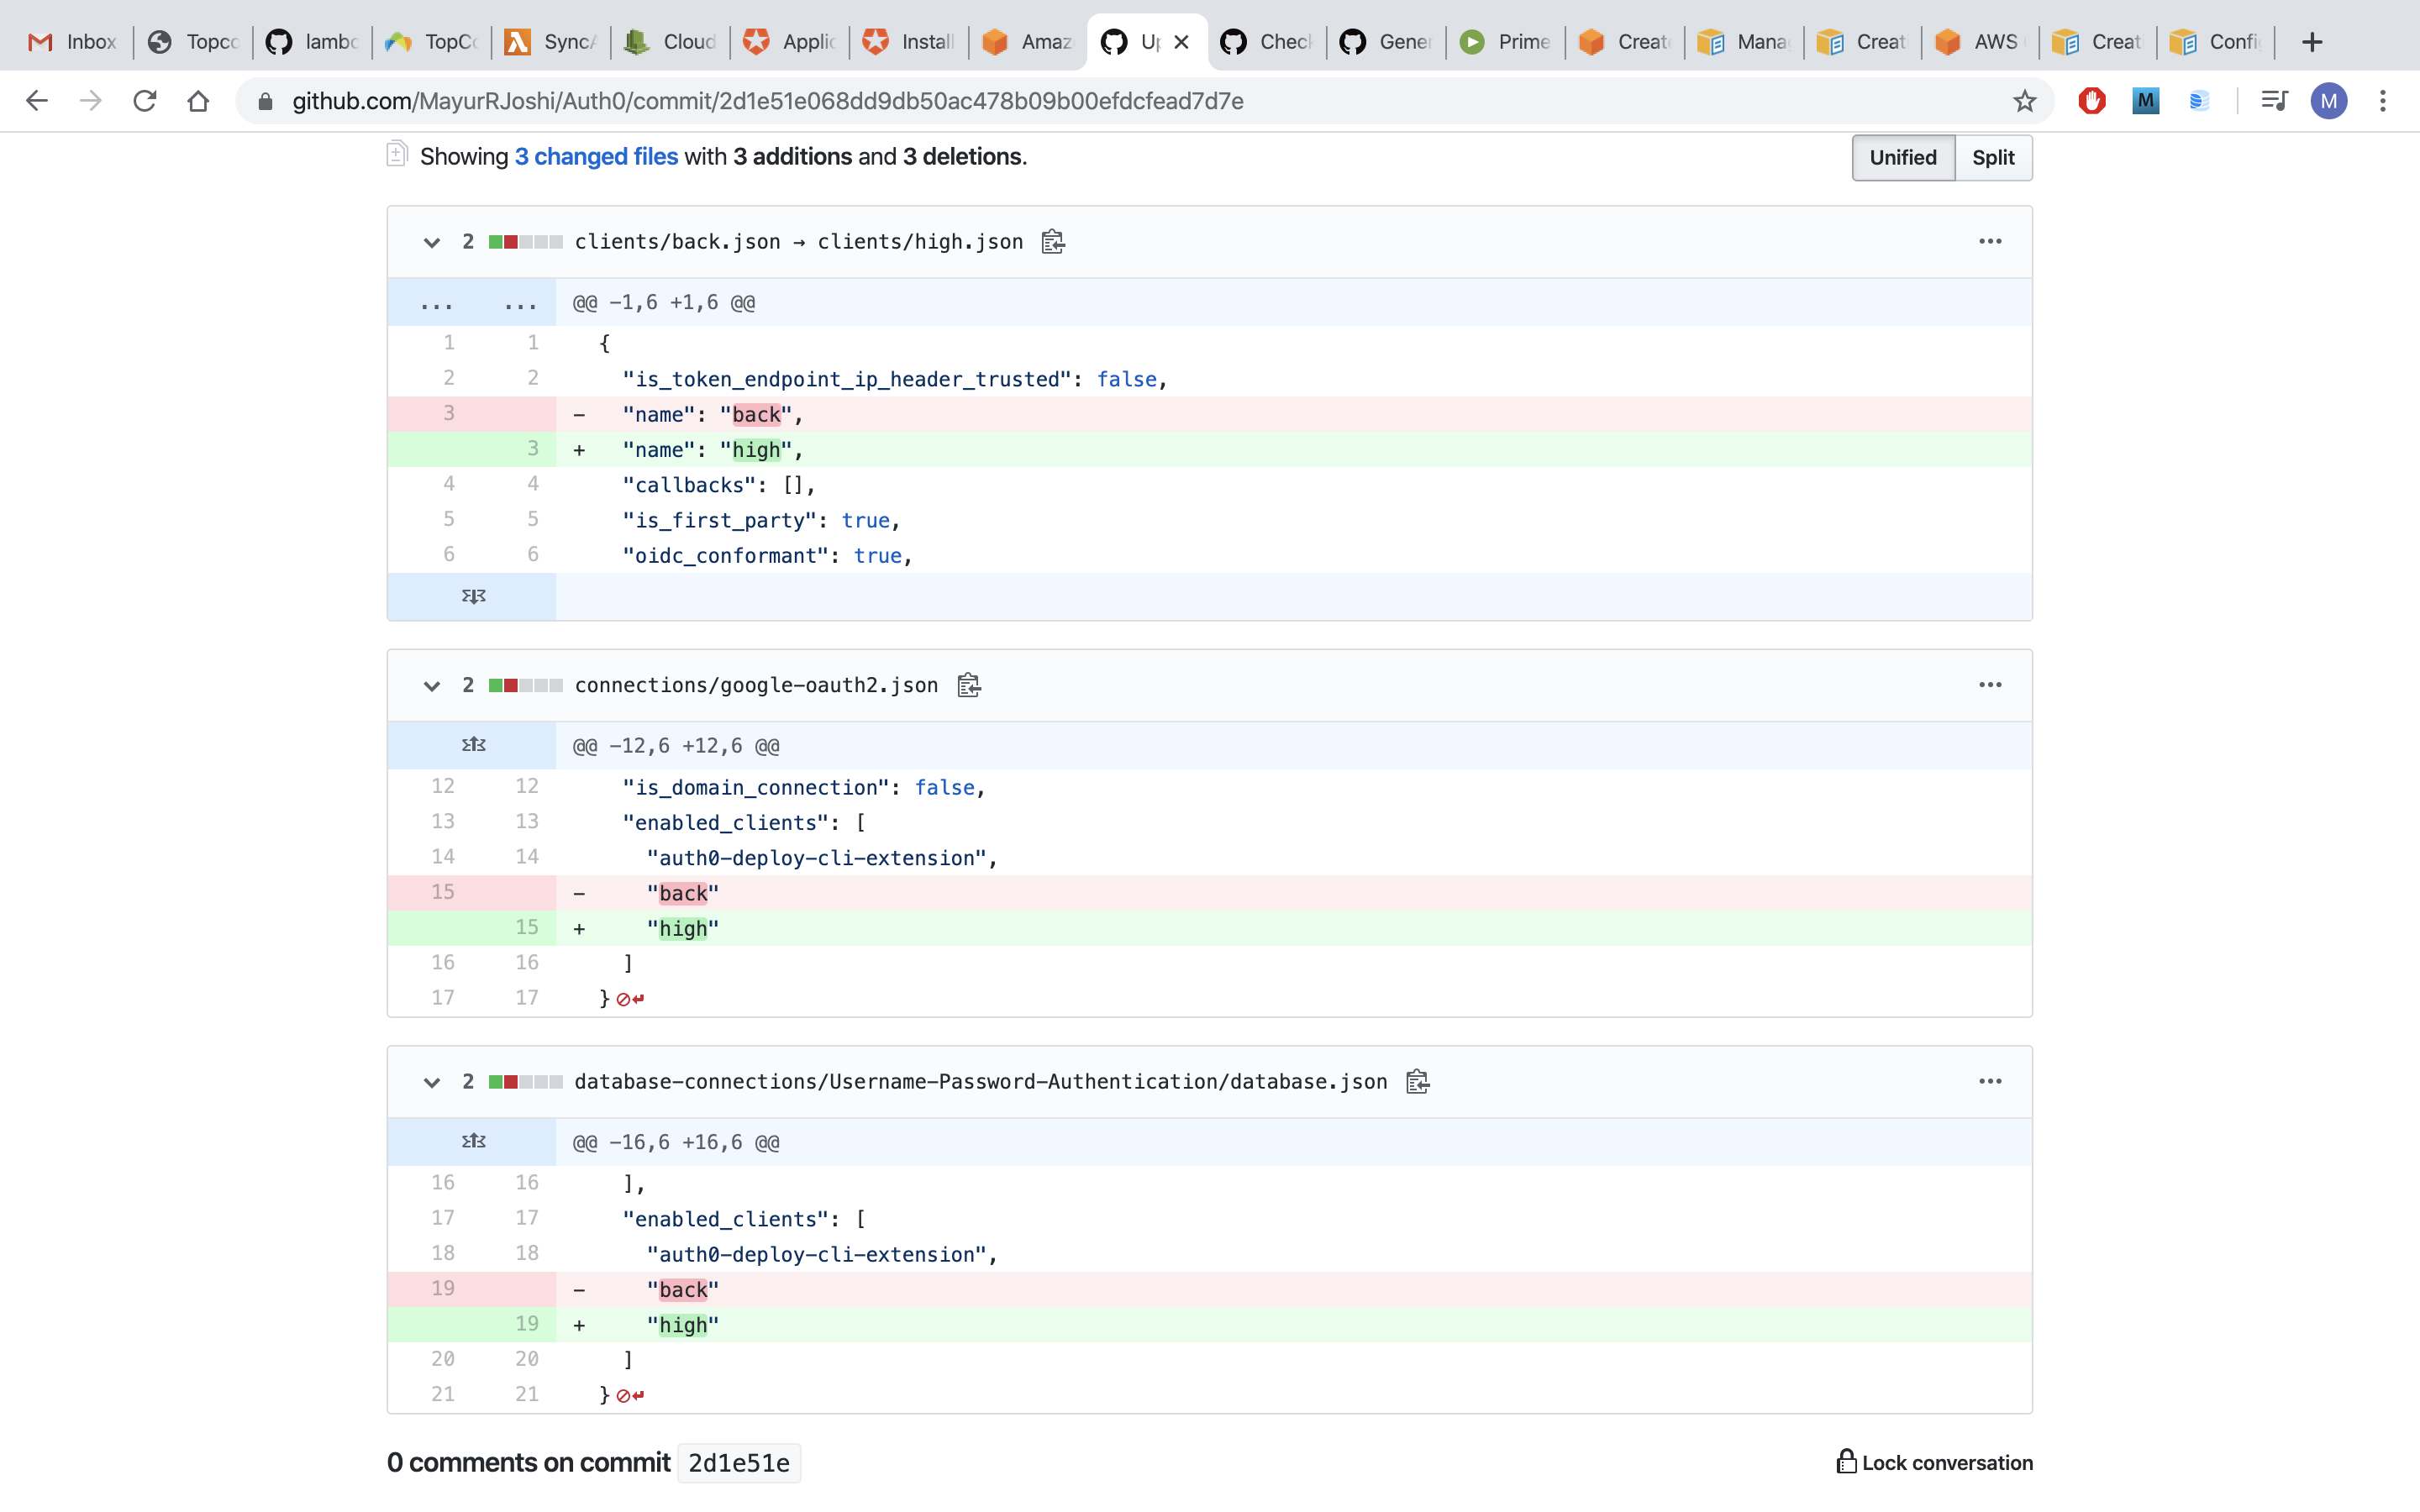 Inbox Topco lambo TopCo SyncA Cloud Applic Install Amaz Up Check Gener Prime Create Mana Creat AWS Creat Confi
github.com/MayurRJoshi/Auth0/commit/2d1e51e068dd9db50ac478b09b00efdcfead7d7e M M
Showing 3 changed files with 3 additions and 3 deletions. Unified Split
2 clients/back.json → clients/high.json ...
... ... @@ -1,6 +1,6 @@
1 1 {
2 2 "is_token_endpoint_ip_header_trusted": false,
3 - "name": "back",
3 + "name": "high",
4 4 "callbacks": [],
5 5 "is_first_party": true,
6 6 "oidc_conformant": true,
2 connections/google-oauth2.json ...
@@ -12,6 +12,6 @@
12 12 "is_domain_connection": false,
13 13 "enabled_clients": [
14 14 "auth0-deploy-cli-extension",
15 - "back"
15 + "high"
16 16 ]
17 17 }
2 database-connections/Username-Password-Authentication/database.json ...
@@ -16,6 +16,6 @@
16 16 ],
17 17 "enabled_clients": [
18 18 "auth0-deploy-cli-extension",
19 - "back"
19 + "high"
20 20 ]
21 21 }
0 comments on commit 2d1e51e Lock conversation